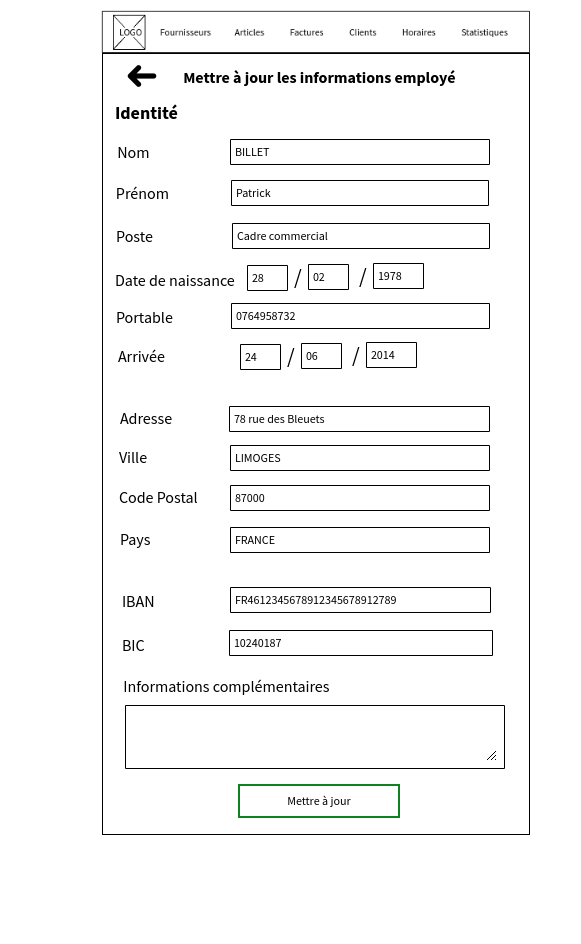 LOGO Fournisseurs Articles Factures Clients Horaires Statistiques
Mettre à jour les informations employé
Identité
Nom BILLET
Prénom Patrick
Poste Cadre commercial
Date de naissance 28 / 02 / 1978
Portable 0764958732
Arrivée 24 / 06 / 2014
Adresse 78 rue des Bleuets
Ville LIMOGES
Code Postal 87000
Pays FRANCE
IBAN FR4612345678912345678912789
BIC 10240187
Informations complémentaires
Mettre à jour